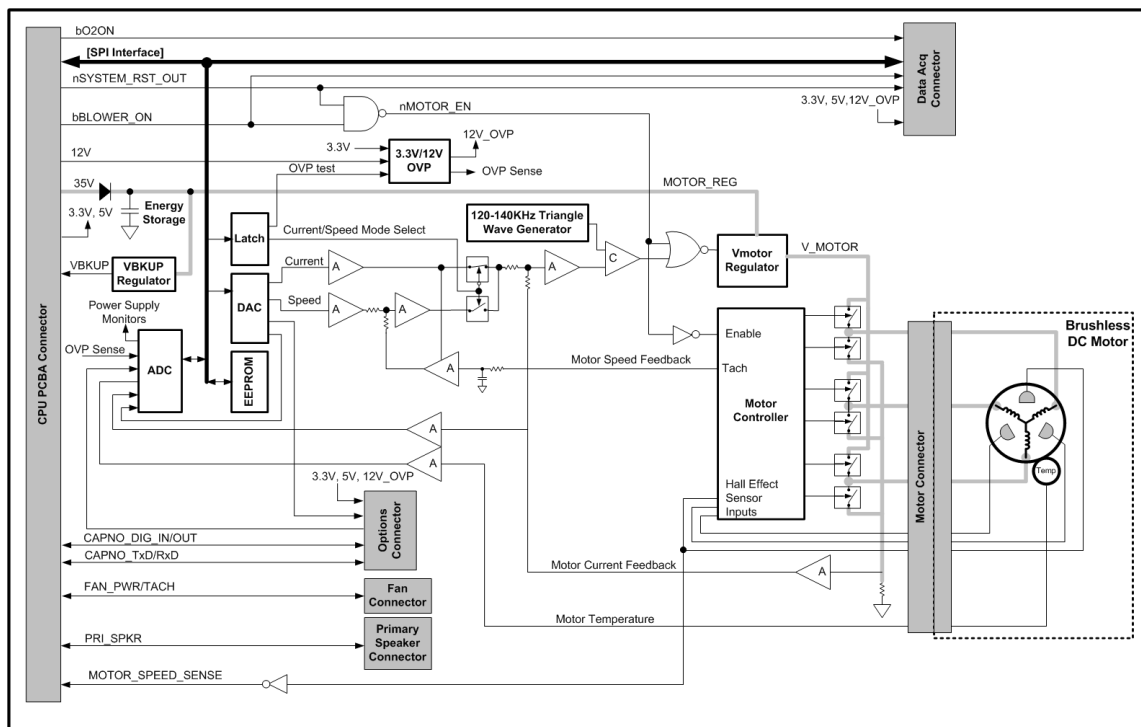 bO2ON
[SPI Interface]
nSYSTEM_RST_OUT
nMOTOR_EN
3.3V, 5V,12V_OVP
Data Acq
Connector
bBLOWER_ON
12V
3.3V
OVP test
3.3V/12V
OVP
12V_OVP
OVP Sense
35V
Energy
Storage
3.3V, 5V
MOTOR_REG
120-140KHz Triangle
Wave Generator
Latch
Current/Speed Mode Select
Vmotor
Regulator
V_MOTOR
VBKUP
VBKUP
Regulator
DAC
Current
A
Speed
A
A
A
C
Power Supply
Monitors
OVP Sense
ADC
EEPROM
A
Motor Speed Feedback
Enable
Tach
Motor
Controller
Hall Effect
Sensor
Inputs
CPU PCBA Connector
Motor Connector
Brushless
DC Motor
Temp
A
A
3.3V, 5V, 12V_OVP
Options
Connector
CAPNO_DIG_IN/OUT
CAPNO_TxD/RxD
Motor Current Feedback
A
FAN_PWR/TACH
Fan
Connector
Motor Temperature
PRI_SPKR
Primary
Speaker
Connector
MOTOR_SPEED_SENSE